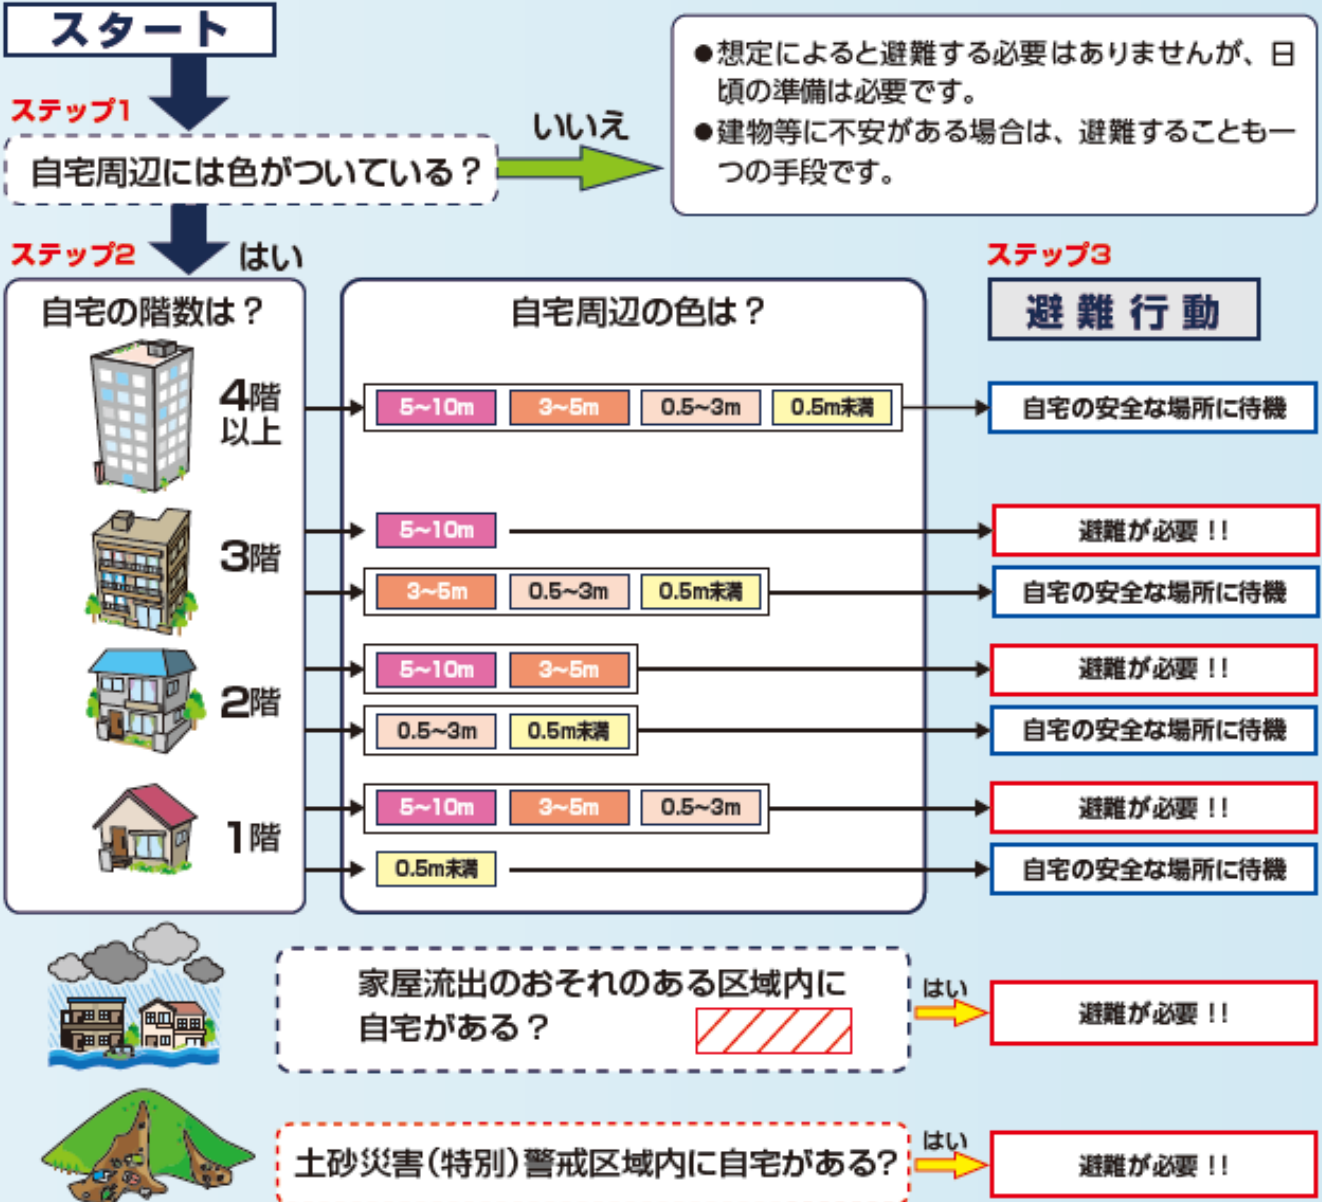 スタート
ステップ1
自宅周辺には色がついている？
いいえ
●想定によると避難する必要はありませんが、日
頃の準備は必要です。
●建物等に不安がある場合は、避難することも一
つの手段です。
ステップ2
はい
自宅の階数は？
自宅周辺の色は？
ステップ3
避難行動
4階
以上
5～10m 3～5m 0.5～3m 0.5m未満
自宅の安全な場所に待機
3階
5～10m
避難が必要！！
3～5m 0.5～3m 0.5m未満
自宅の安全な場所に待機
2階
5～10m 3～5m
避難が必要！！
0.5～3m 0.5m未満
自宅の安全な場所に待機
1階
5～10m 3～5m 0.5～3m
避難が必要！！
0.5m未満
自宅の安全な場所に待機
家屋流出のおそれのある区域内に
自宅がある？
はい
避難が必要！！
土砂災害（特別）警戒区域内に自宅がある？
はい
避難が必要！！